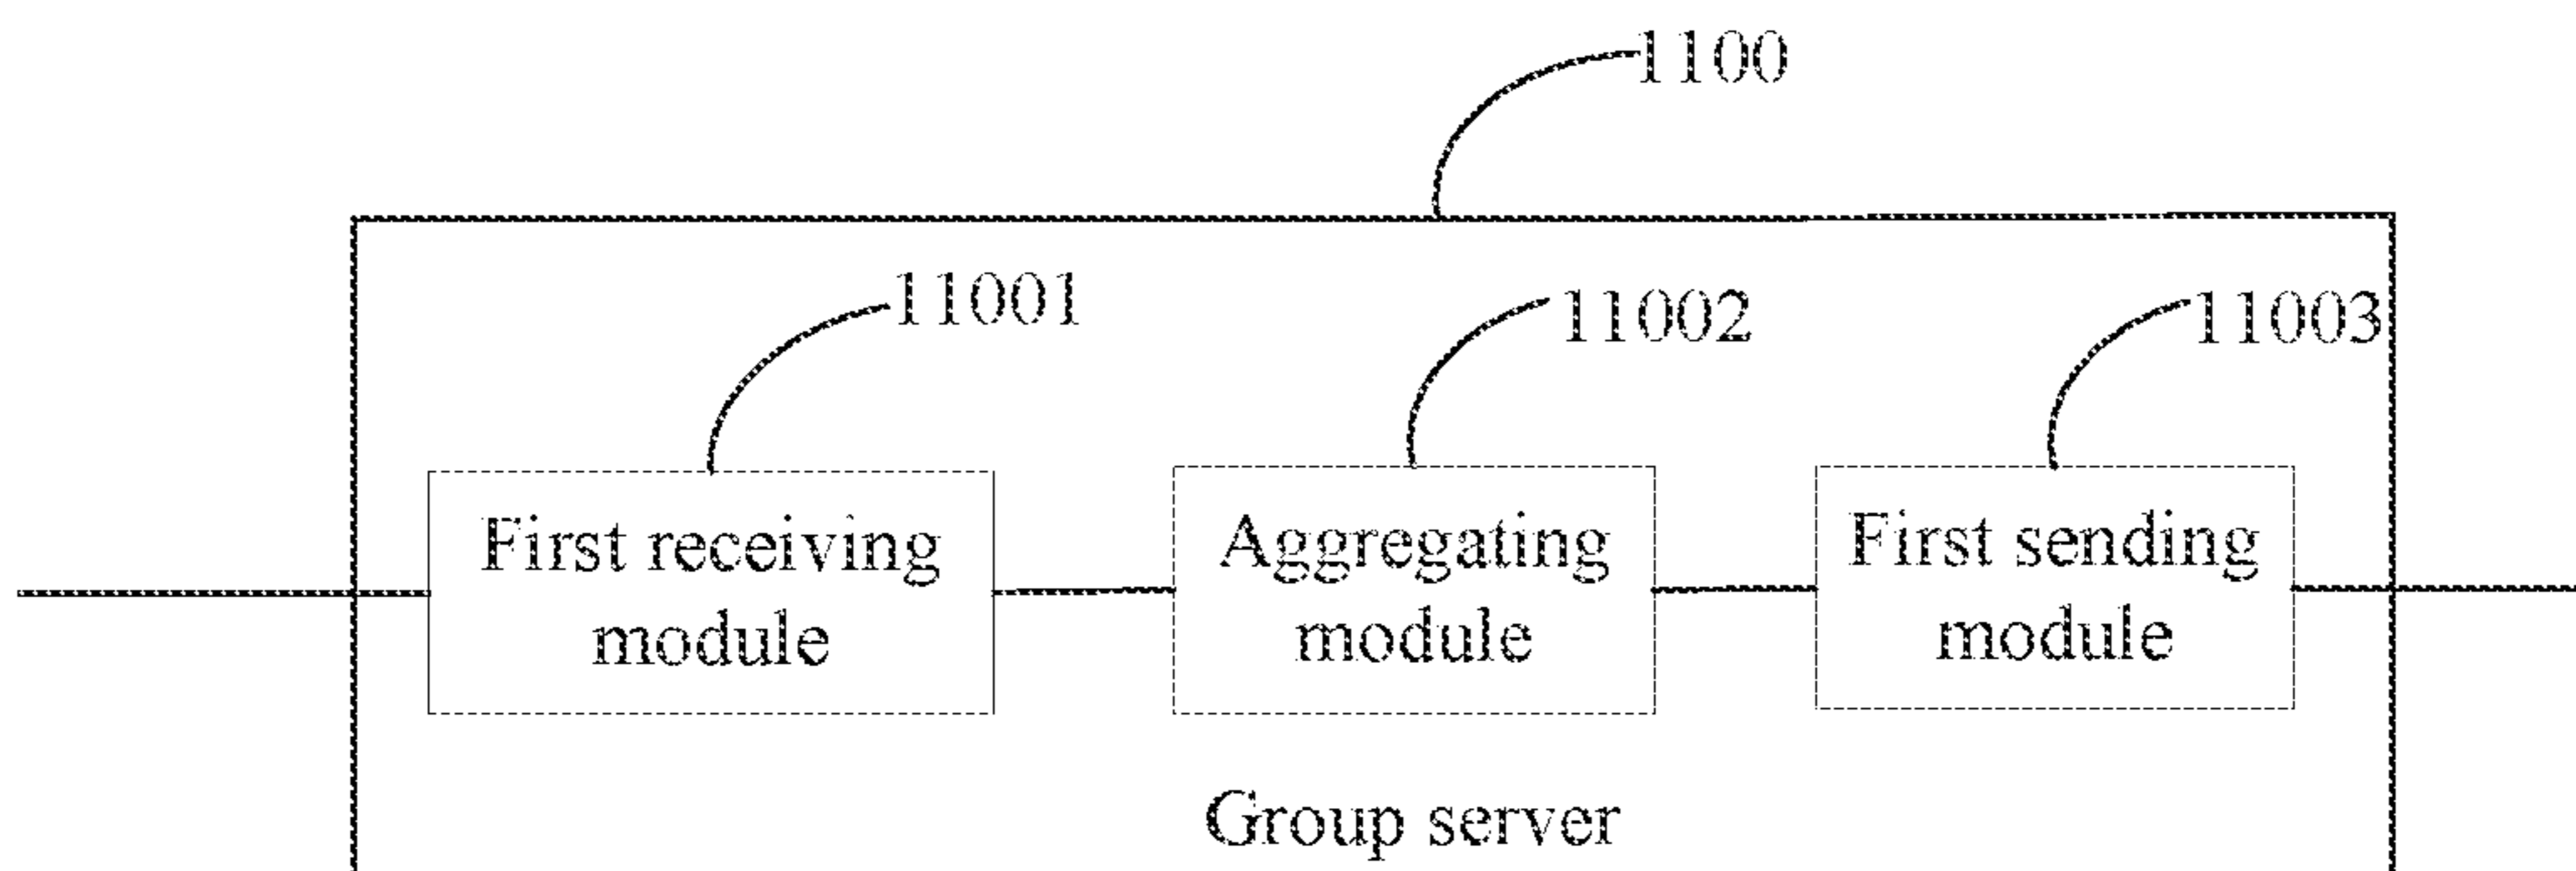 1100
11001
11002
11003
First receiving
module
Aggregating
module
First sending
module
Group server